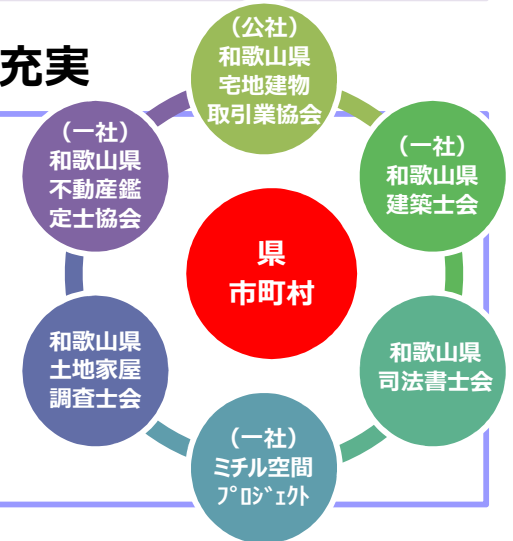 充実
（公社）
和歌山県
宅地建物
取引業協会
（一社）
和歌山県
建築士会
和歌山県
司法書士会
（一社）
ミチル空間
ﾌﾟﾛｼﾞｪｸﾄ
和歌山県
土地家屋
調査士会
（一社）
和歌山県
不動産鑑
定士協会
県
市町村